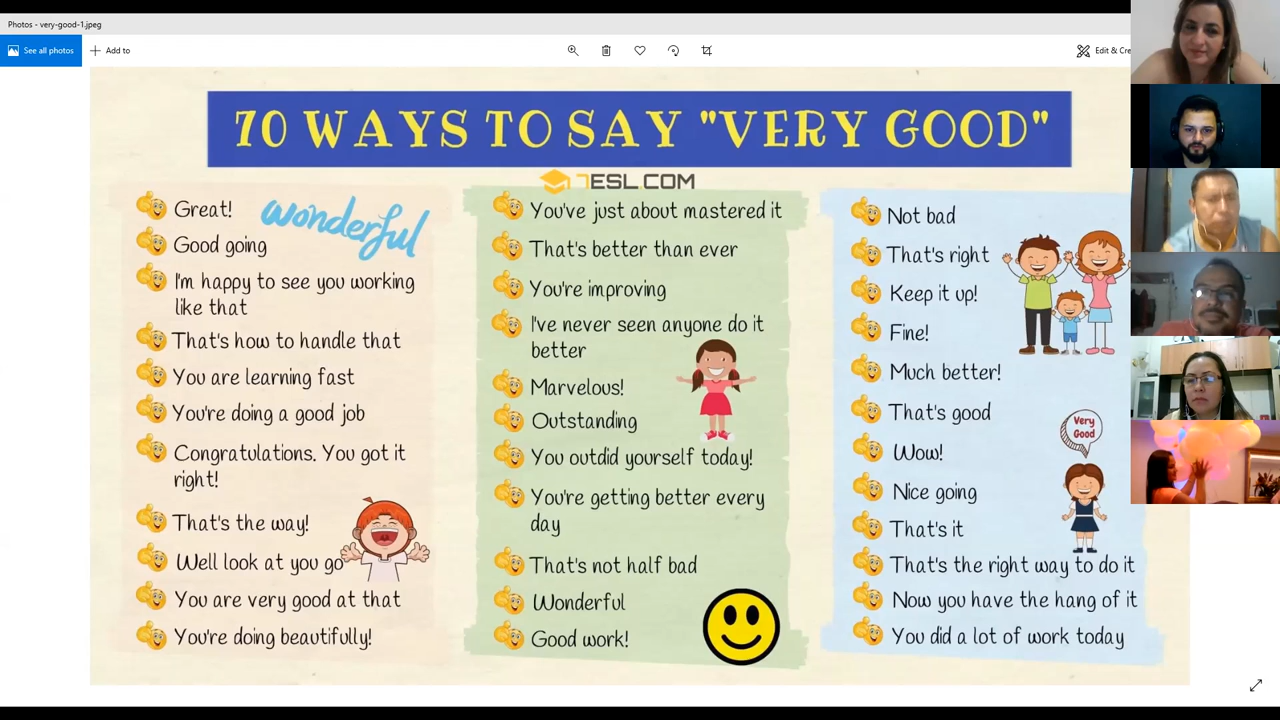 Photos - very-good-1.jpeg
See all photos
Add to
Edit & Cre
70 WAYS TO SAY "VERY GOOD"
7ESL.COM
Great!
wonderful
Good going
I'm happy to see you working
like that
That's how to handle that
You are learning fast
You're doing a good job
Congratulations. You got it
right!
That's the way!
Well look at you go
You are very good at that
You're doing beautifully!
You've just about mastered it
That's better than ever
You're improving
I've never seen anyone do it
better
Marvelous!
Outstanding
You outdid yourself today!
You're getting better every
day
That's not half bad
Wonderful
Good work!
Not bad
That's right
Keep it up!
Fine!
Much better!
That's good
Very
Good
Wow!
Nice going
That's it
That's the right way to do it
Now you have the hang of it
You did a lot of work today